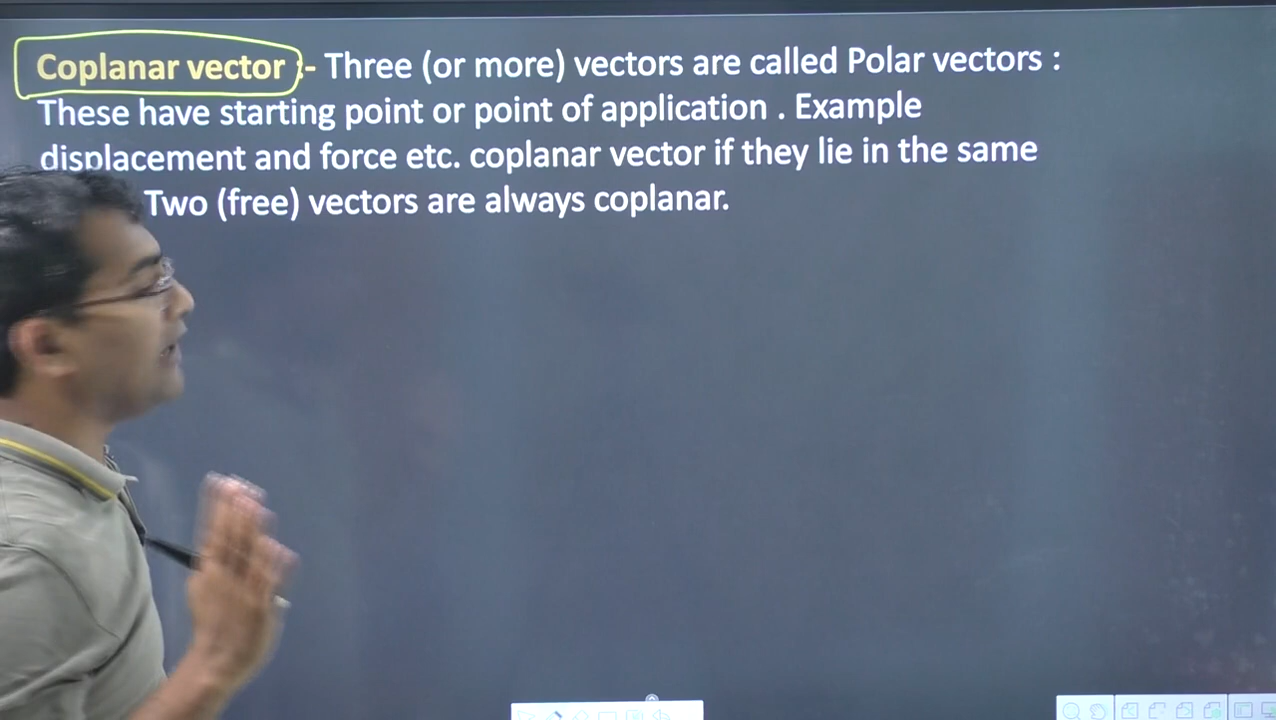 Coplanar vector :- Three (or more) vectors are called Polar vectors :
These have starting point or point of application . Example
displacement and force etc. coplanar vector if they lie in the same
Two (free) vectors are always coplanar.